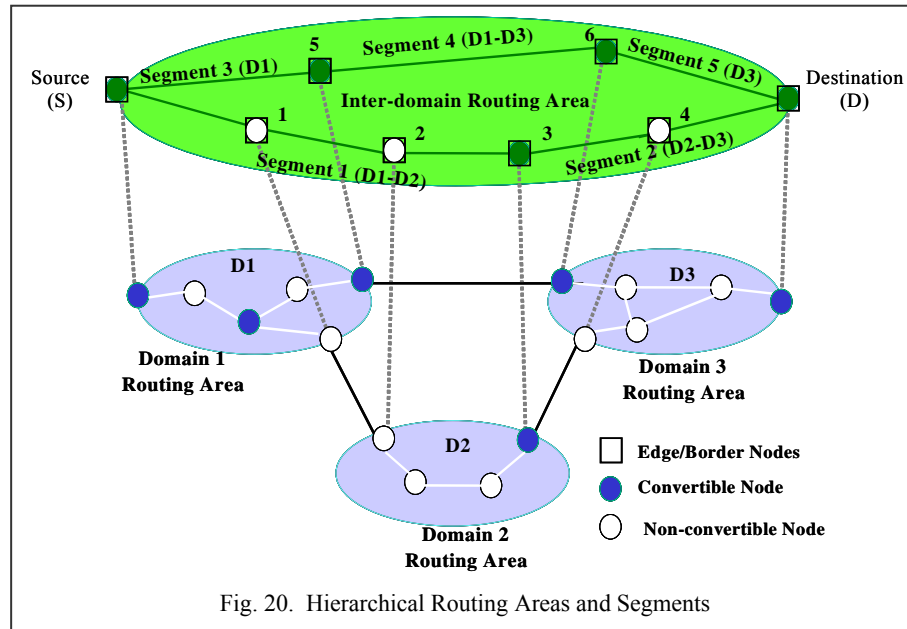 Source
(S)
Segment 3 (D1)
5
Segment 4 (D1-D3)
6
Segment 5 (D3)
Destination
(D)
Inter-domain Routing Area
1
2
3
4
Segment 1 (D1-D2)
Segment 2 (D2-D3)
D1
D3
Domain 1
Routing Area
Domain 3
Routing Area
D2
Domain 2
Routing Area
Edge/Border Nodes
Convertible Node
Non-convertible Node
Fig. 20. Hierarchical Routing Areas and Segments